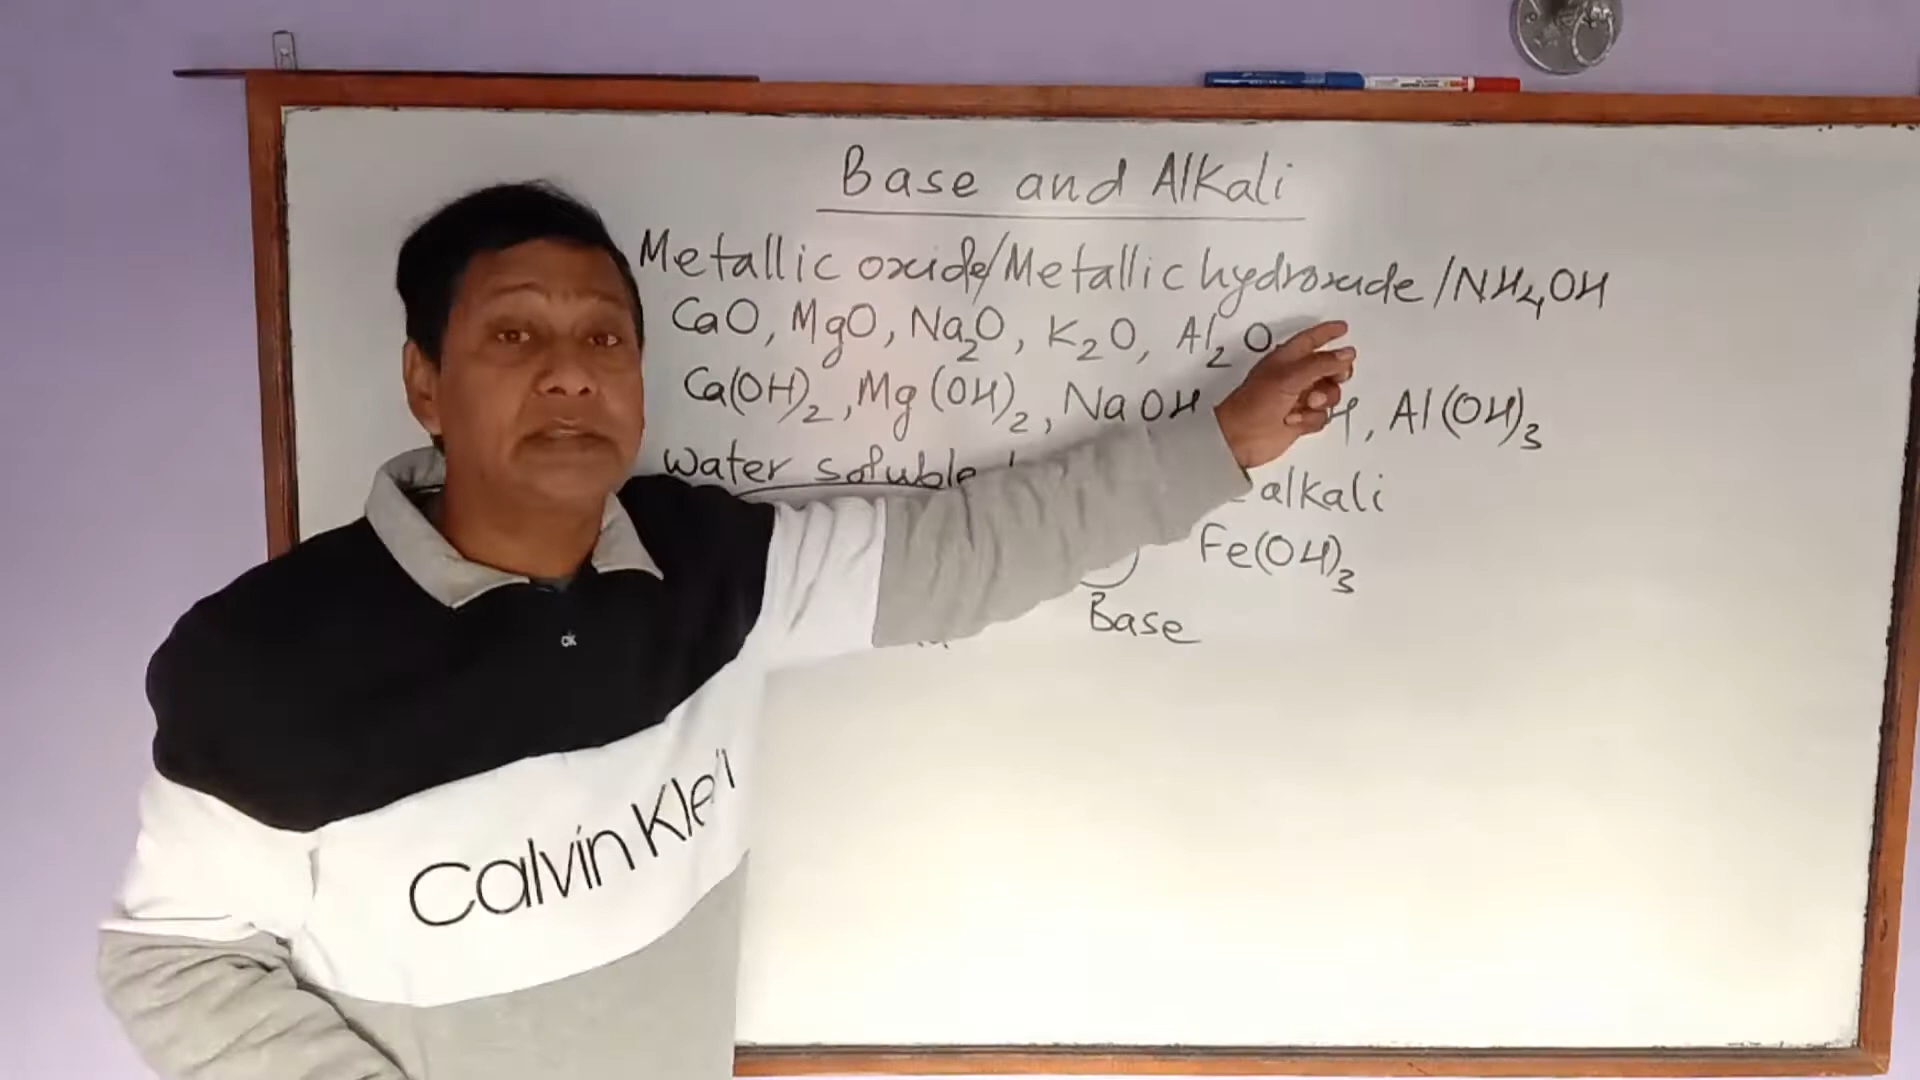 Base and Alkali
Metallic oxide/Metallic hydroxide/NH4OH
CaO, MgO, Na2O, K2O, Al2O
Ca(OH)2, Mg(OH)2, NaOH , Al(OH)3
Water soluble alkali
Fe(OH)3
Base
ck
Calvin Klein